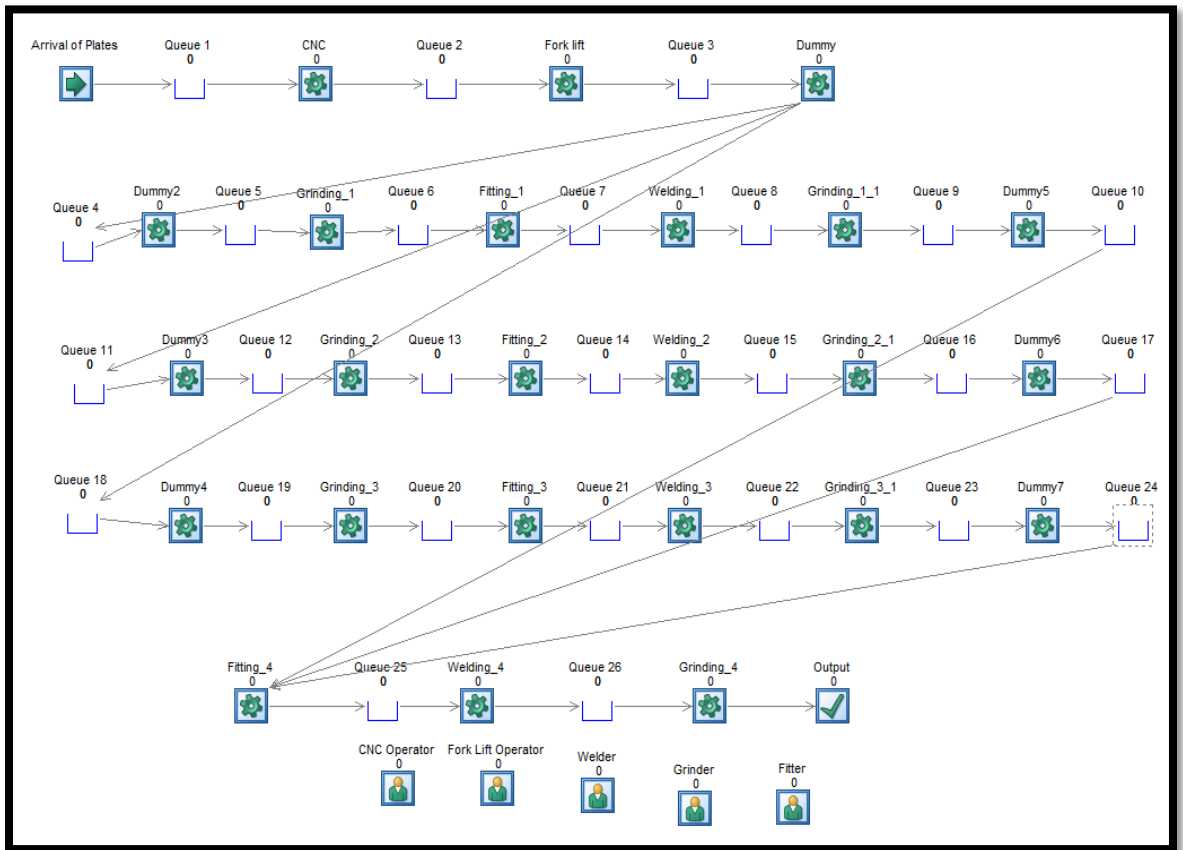 Arrival of Plates
Queue 1
0
CNC
0
Queue 2
0
Fork lift
0
Queue 3
0
Dummy
0
Queue 4
0
Dummy2
0
Queue 5
0
Grinding_1
0
Queue 6
0
Fitting_1
0
Queue 7
0
Welding_1
0
Queue 8
0
Grinding_1_1
0
Queue 9
0
Dummy5
0
Queue 10
0
Queue 11
0
Dummy3
0
Queue 12
0
Grinding_2
0
Queue 13
0
Fitting_2
0
Queue 14
0
Welding_2
0
Queue 15
0
Grinding_2_1
0
Queue 16
0
Dummy6
0
Queue 17
0
Queue 18
0
Dummy4
0
Queue 19
0
Grinding_3
0
Queue 20
0
Fitting_3
0
Queue 21
0
Welding_3
0
Queue 22
0
Grinding_3_1
0
Queue 23
0
Dummy7
0
Queue 24
0
Fitting_4
0
Queue 25
0
Welding_4
0
Queue 26
0
Grinding_4
0
Output
0
CNC Operator
0
Fork Lift Operator
0
Welder
0
Grinder
0
Fitter
0